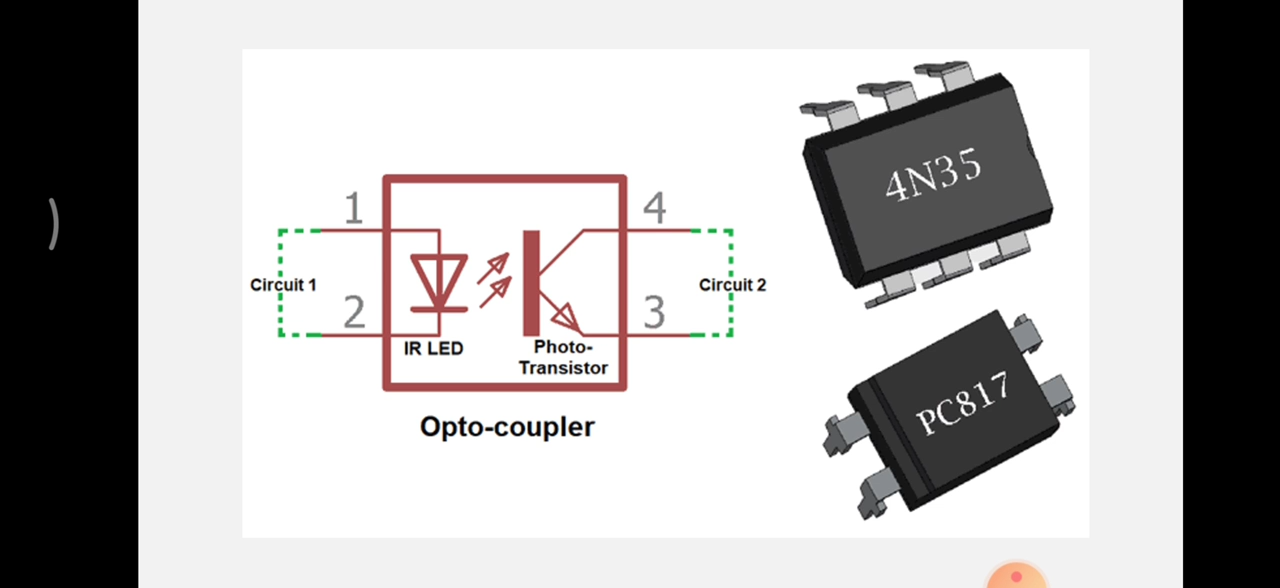 1
4
Circuit 1
Circuit 2
2
3
IR LED
Photo-
Transistor
Opto-coupler
4N35
PC817